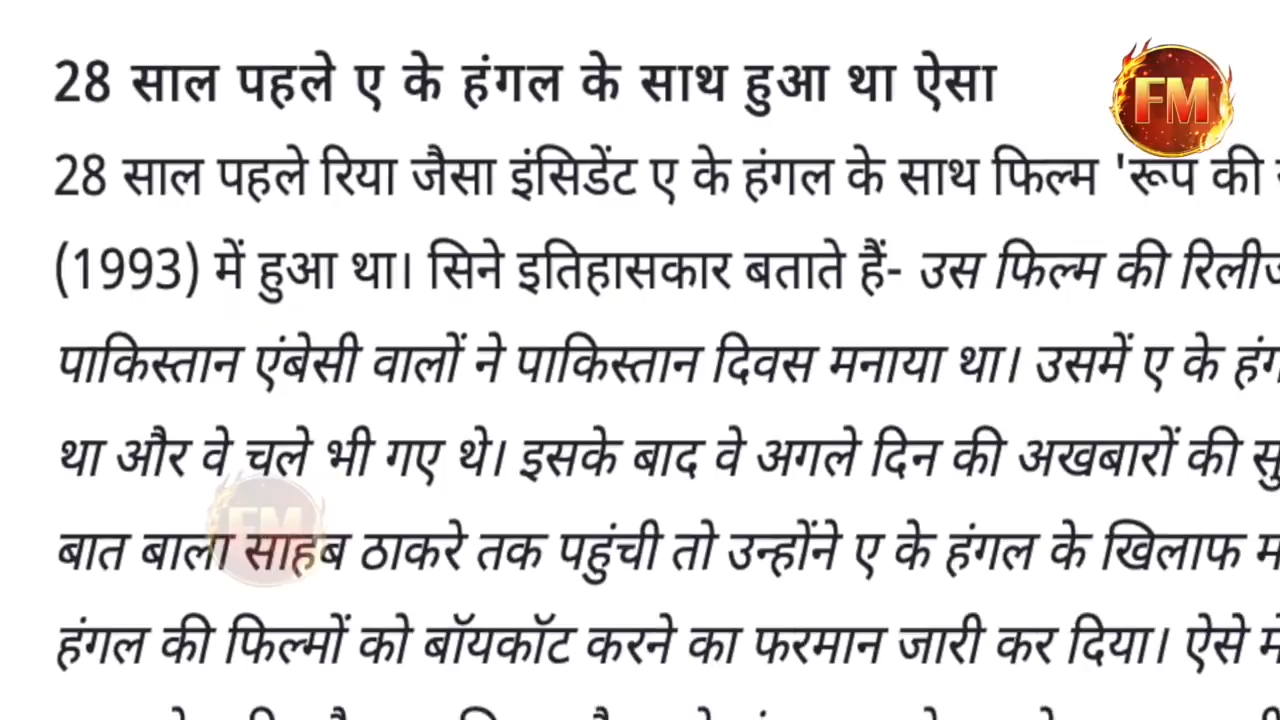 28 साल पहले ए के हंगल के साथ हुआ था ऐसा
FM
28 साल पहले रिया जैसा इंसिडेंट ए के हंगल के साथ फिल्म 'रूप की
(1993) में हुआ था। सिने इतिहासकार बताते हैं- उस फिल्म की
पाकिस्तान एंबेसी वालों ने पाकिस्तान दिवस मनाया था। उसमें ए के
था और वे चले भी गए थे। इसके बाद वे अगले दिन की अखबारों की
FM
बात बाला साहब ठाकरे तक पहुंची तो उन्होंने ए के हंगल के खिलाफ
हंगल की फिल्मों को बॉयकॉट करने का फरमान जारी कर दिया। ऐसे